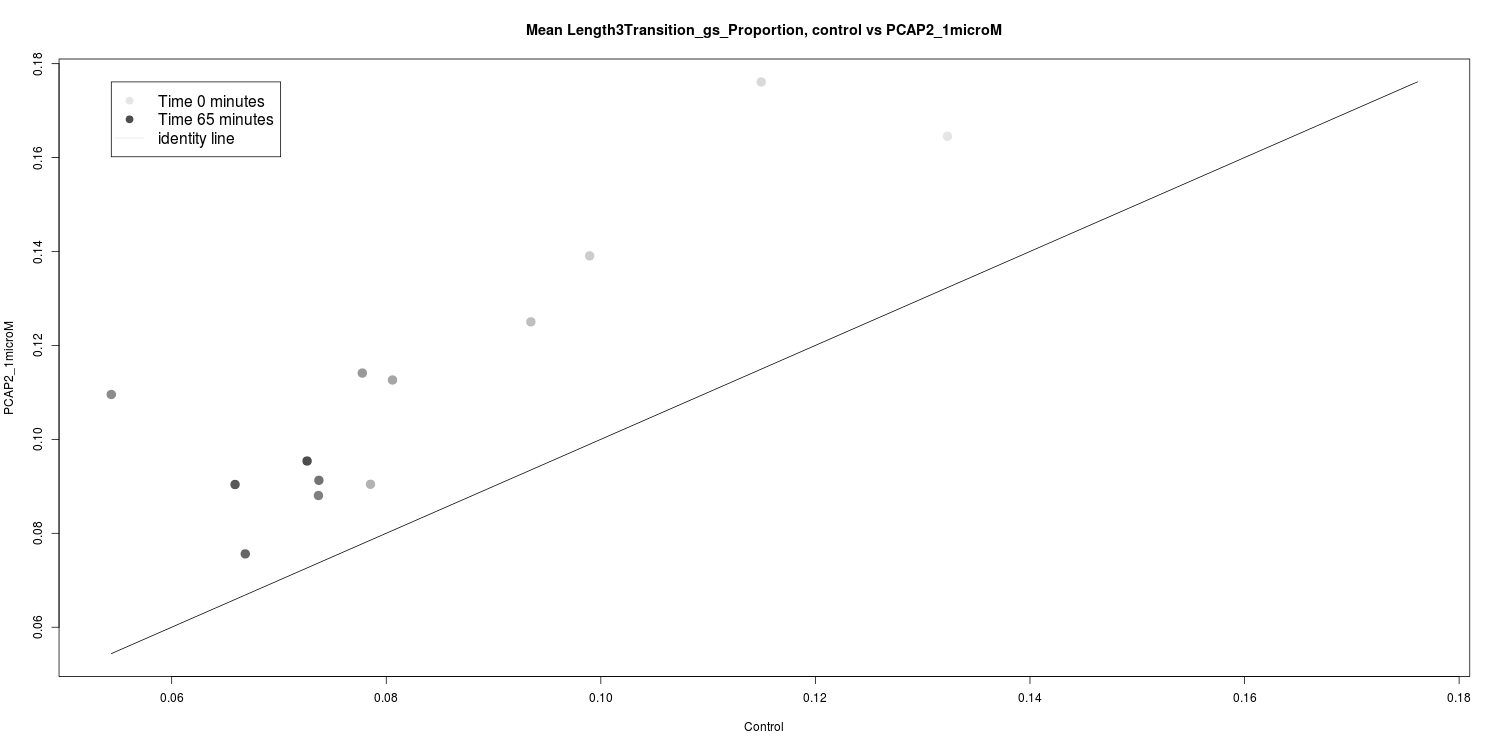 Mean Length3Transition_gs_Proportion, control vs PCAP2_1microM
Time 0 minutes
Time 65 minutes
identity line
PCAP2_1microM
0.18
0.16
0.14
0.12
0.10
0.08
0.06
0.06 0.08 0.10 0.12 0.14 0.16 0.18
Control